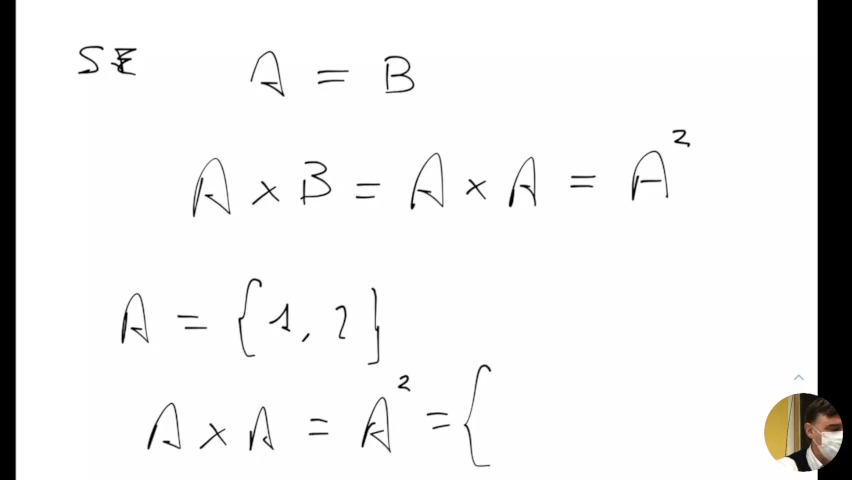 SE A = B
A × B = A × A = A²
A = {1, 2}
A × A = A² = {